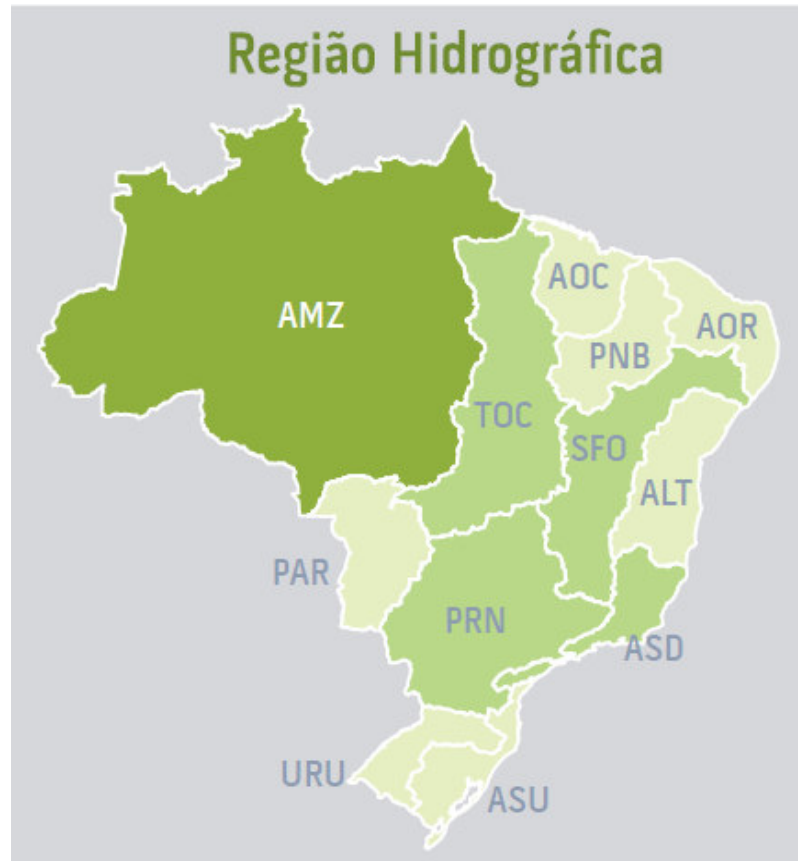 Região Hidrográfica
AMZ
AOC
AOR
PNB
TOC
SFO
ALT
PAR
PRN
ASD
URU
ASU